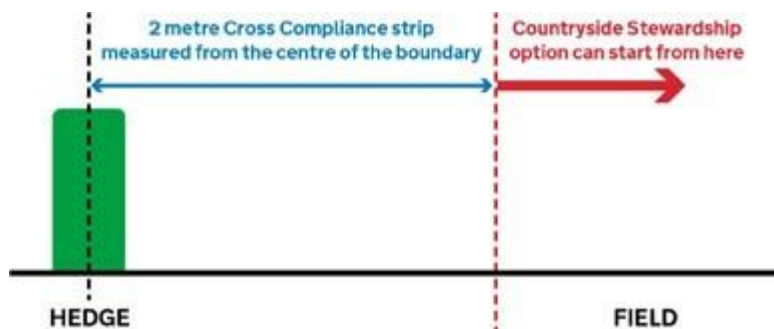 2 metre Cross Compliance strip
measured from the centre of the boundary
Countryside Stewardship
option can start from here
HEDGE
FIELD